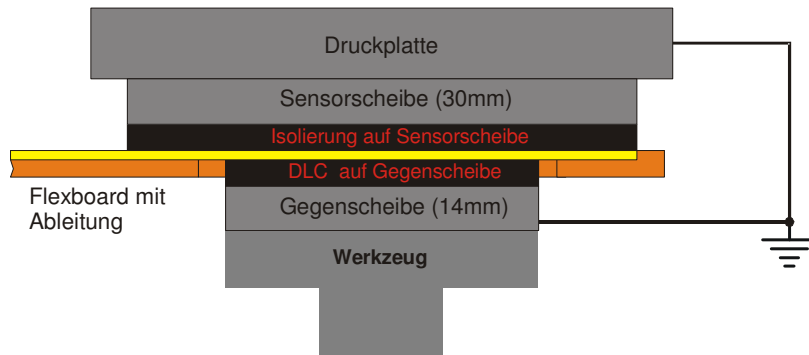 Druckplatte
Sensorscheibe (30mm)
Isolierung auf Sensorscheibe
DLC auf Gegenscheibe
Flexboard mit
Ableitung
Gegenscheibe (14mm)
Werkzeug